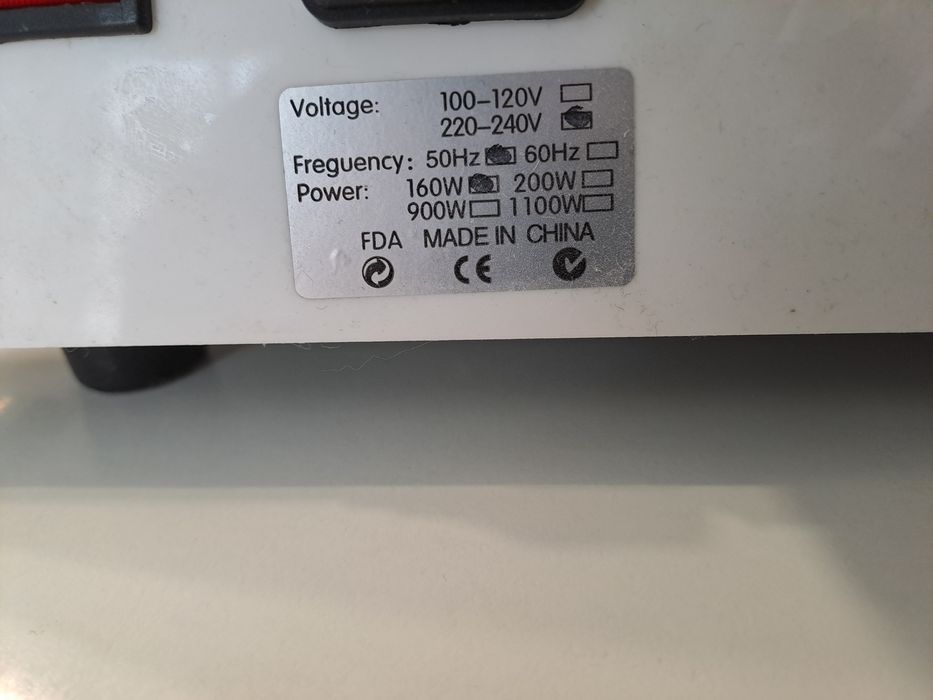 Voltage: 100-120V
220-240V
Freguency: 50Hz 60Hz
Power: 160W 200W
900W 1100W
FDA MADE IN CHINA
CE